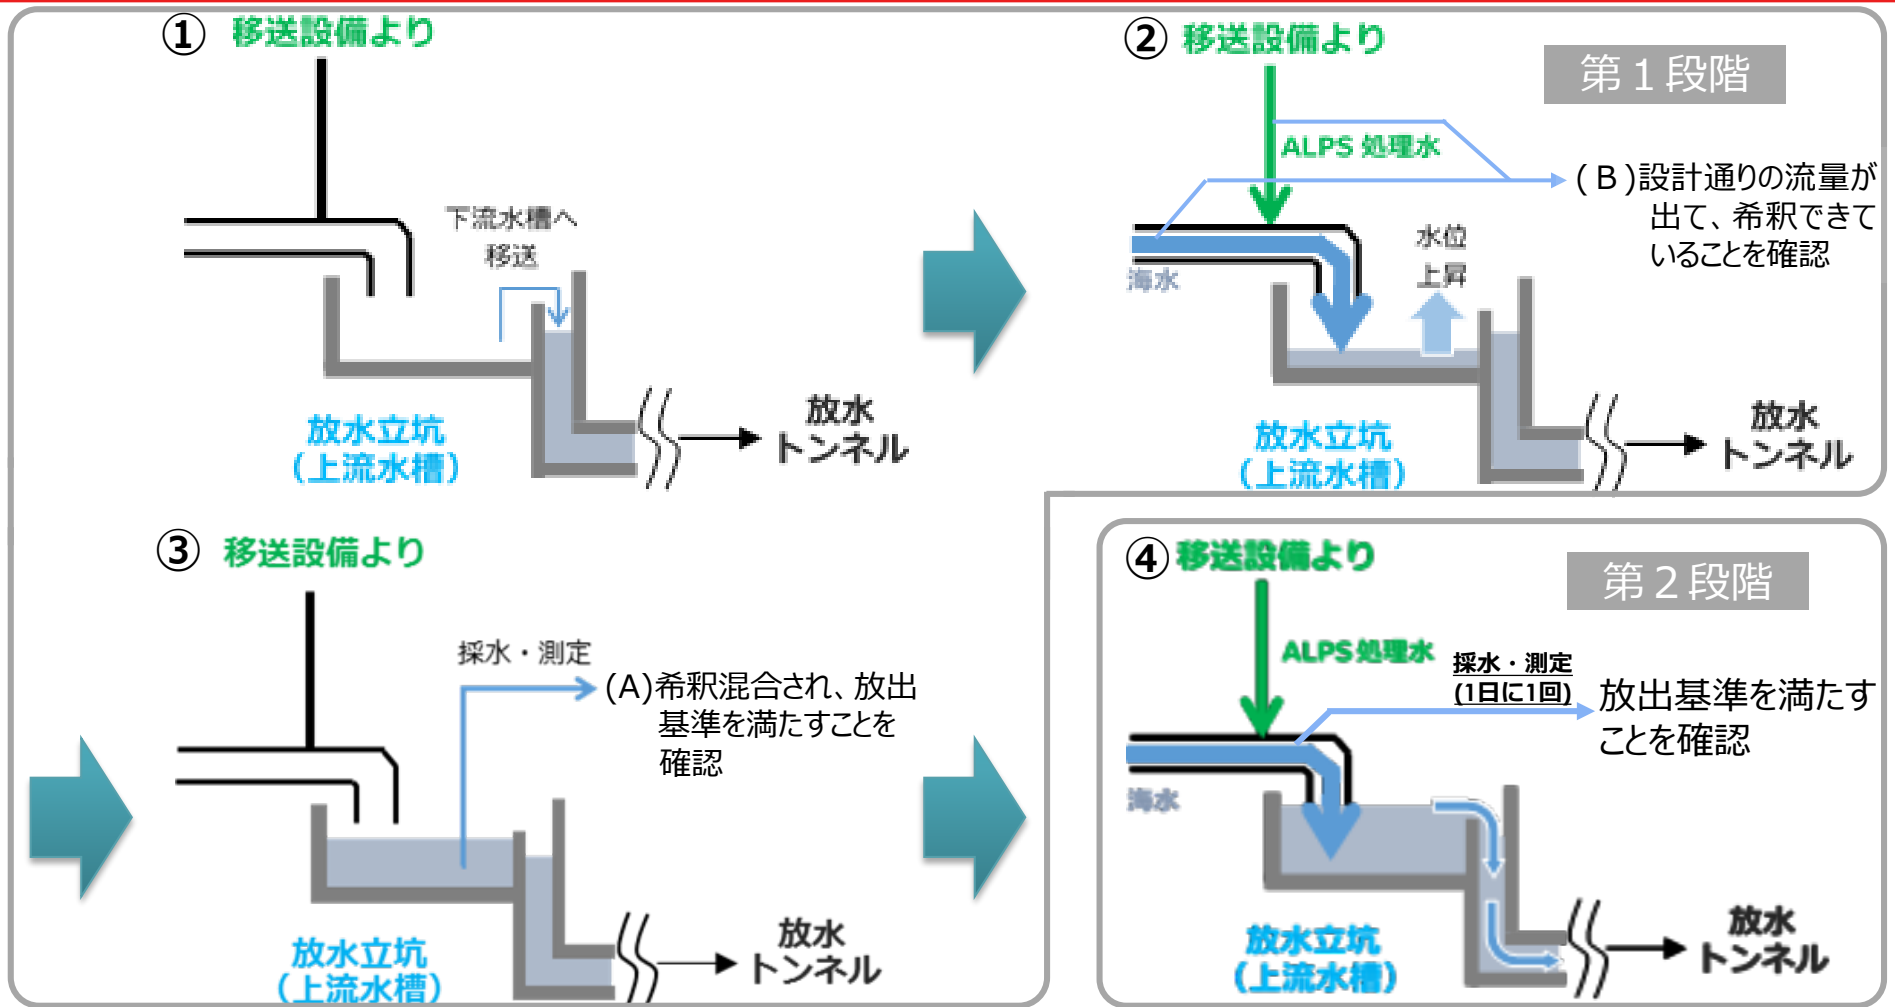 ① 移送設備より
下流水槽へ
移送
放水立坑
（上流水槽）
放水
トンネル
② 移送設備より
第１段階
ALPS 処理水
(Ｂ)設計通りの流量が
出て、希釈できて
いることを確認
海水
水位
上昇
放水立坑
（上流水槽）
放水
トンネル
③ 移送設備より
採水・測定
(A)希釈混合され、放出
基準を満たすことを
確認
放水立坑
（上流水槽）
放水
トンネル
④ 移送設備より
第２段階
ALPS処理水
採水・測定
(1日に1回)
放出基準を満たす
ことを確認
海水
放水立坑
（上流水槽）
放水
トンネル